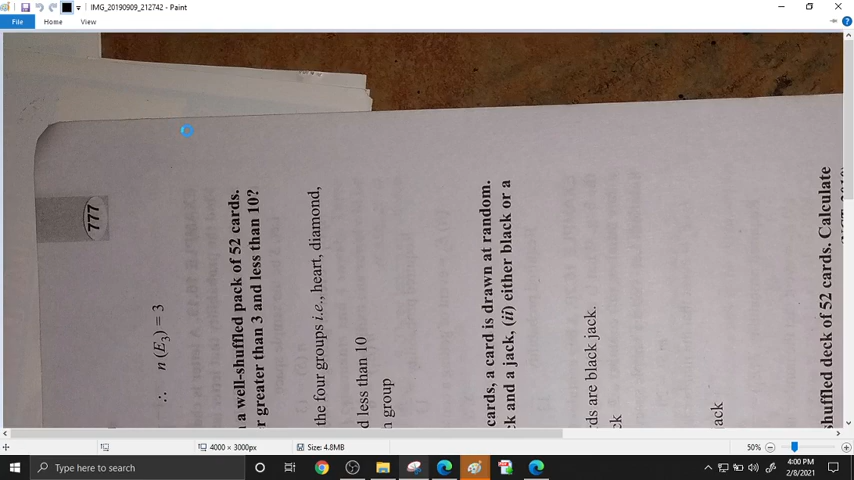 IMG_20190909_212742 - Paint
File
Home
View
777
∴ n (E3) = 3
a well-shuffled pack of 52 cards.
r greater than 3 and less than 10?
the four groups i.e., heart, diamond,
d less than 10
group
cards, a card is drawn at random.
ck and a jack, (ii) either black or a
rds are black jack.
ck
ack
shuffled deck of 52 cards. Calculate
4000 × 3000px
Size: 4.8MB
50%
Type here to search
4:00 PM
2/8/2021